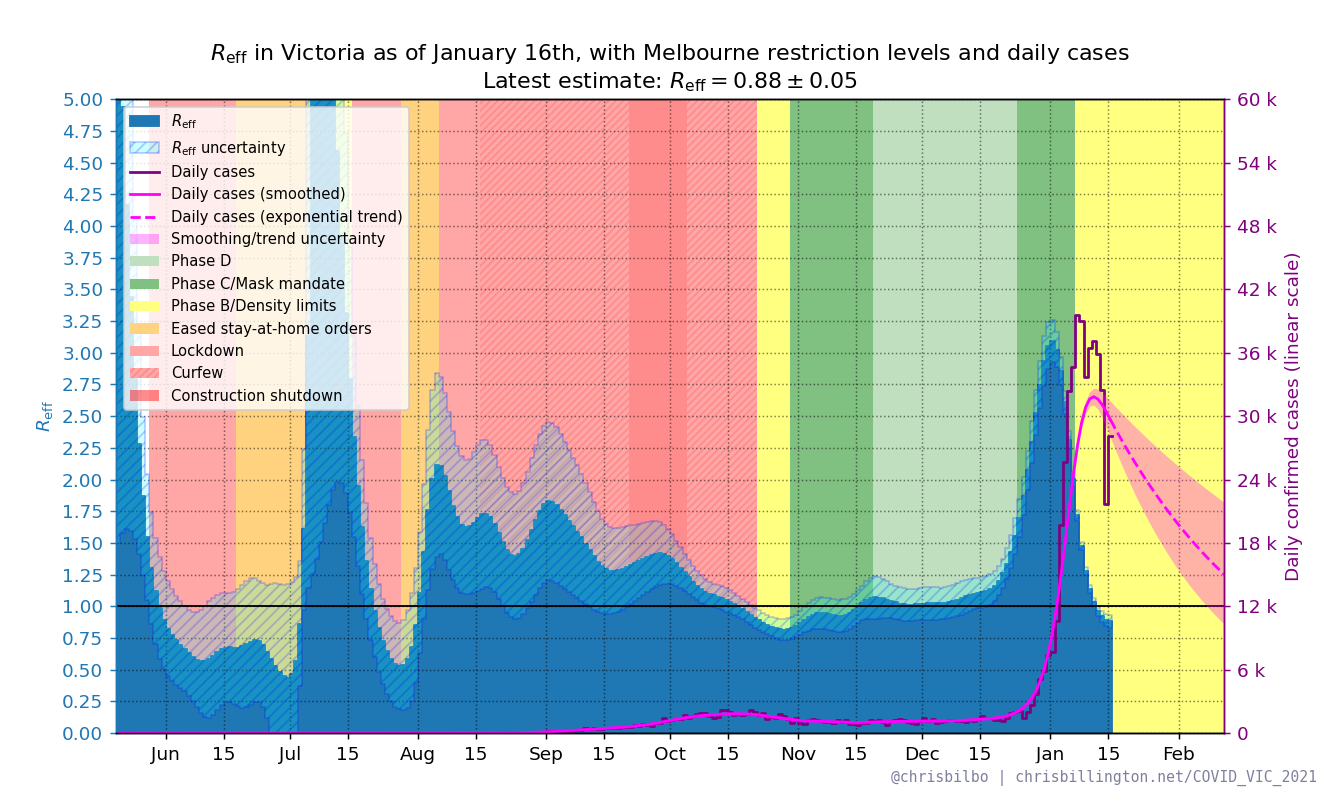 Reff in Victoria as of January 16th, with Melbourne restriction levels and daily cases
Latest estimate: Reff = 0.88 ± 0.05
Reff
5.00
4.75
4.50
4.25
4.00
3.75
3.50
3.25
3.00
2.75
2.50
2.25
2.00
1.75
1.50
1.25
1.00
0.75
0.50
0.25
0.00
Reff
Reff uncertainty
Daily cases
Daily cases (smoothed)
Daily cases (exponential trend)
Smoothing/trend uncertainty
Phase D
Phase C/Mask mandate
Phase B/Density limits
Eased stay-at-home orders
Lockdown
Curfew
Construction shutdown
60 k
54 k
48 k
42 k
36 k
30 k
24 k
18 k
12 k
6 k
0
Daily confirmed cases (linear scale)
Jun 15 Jul 15 Aug 15 Sep 15 Oct 15 Nov 15 Dec 15 Jan 15 Feb
@chrisbilbo | chrisbillington.net/COVID_VIC_2021